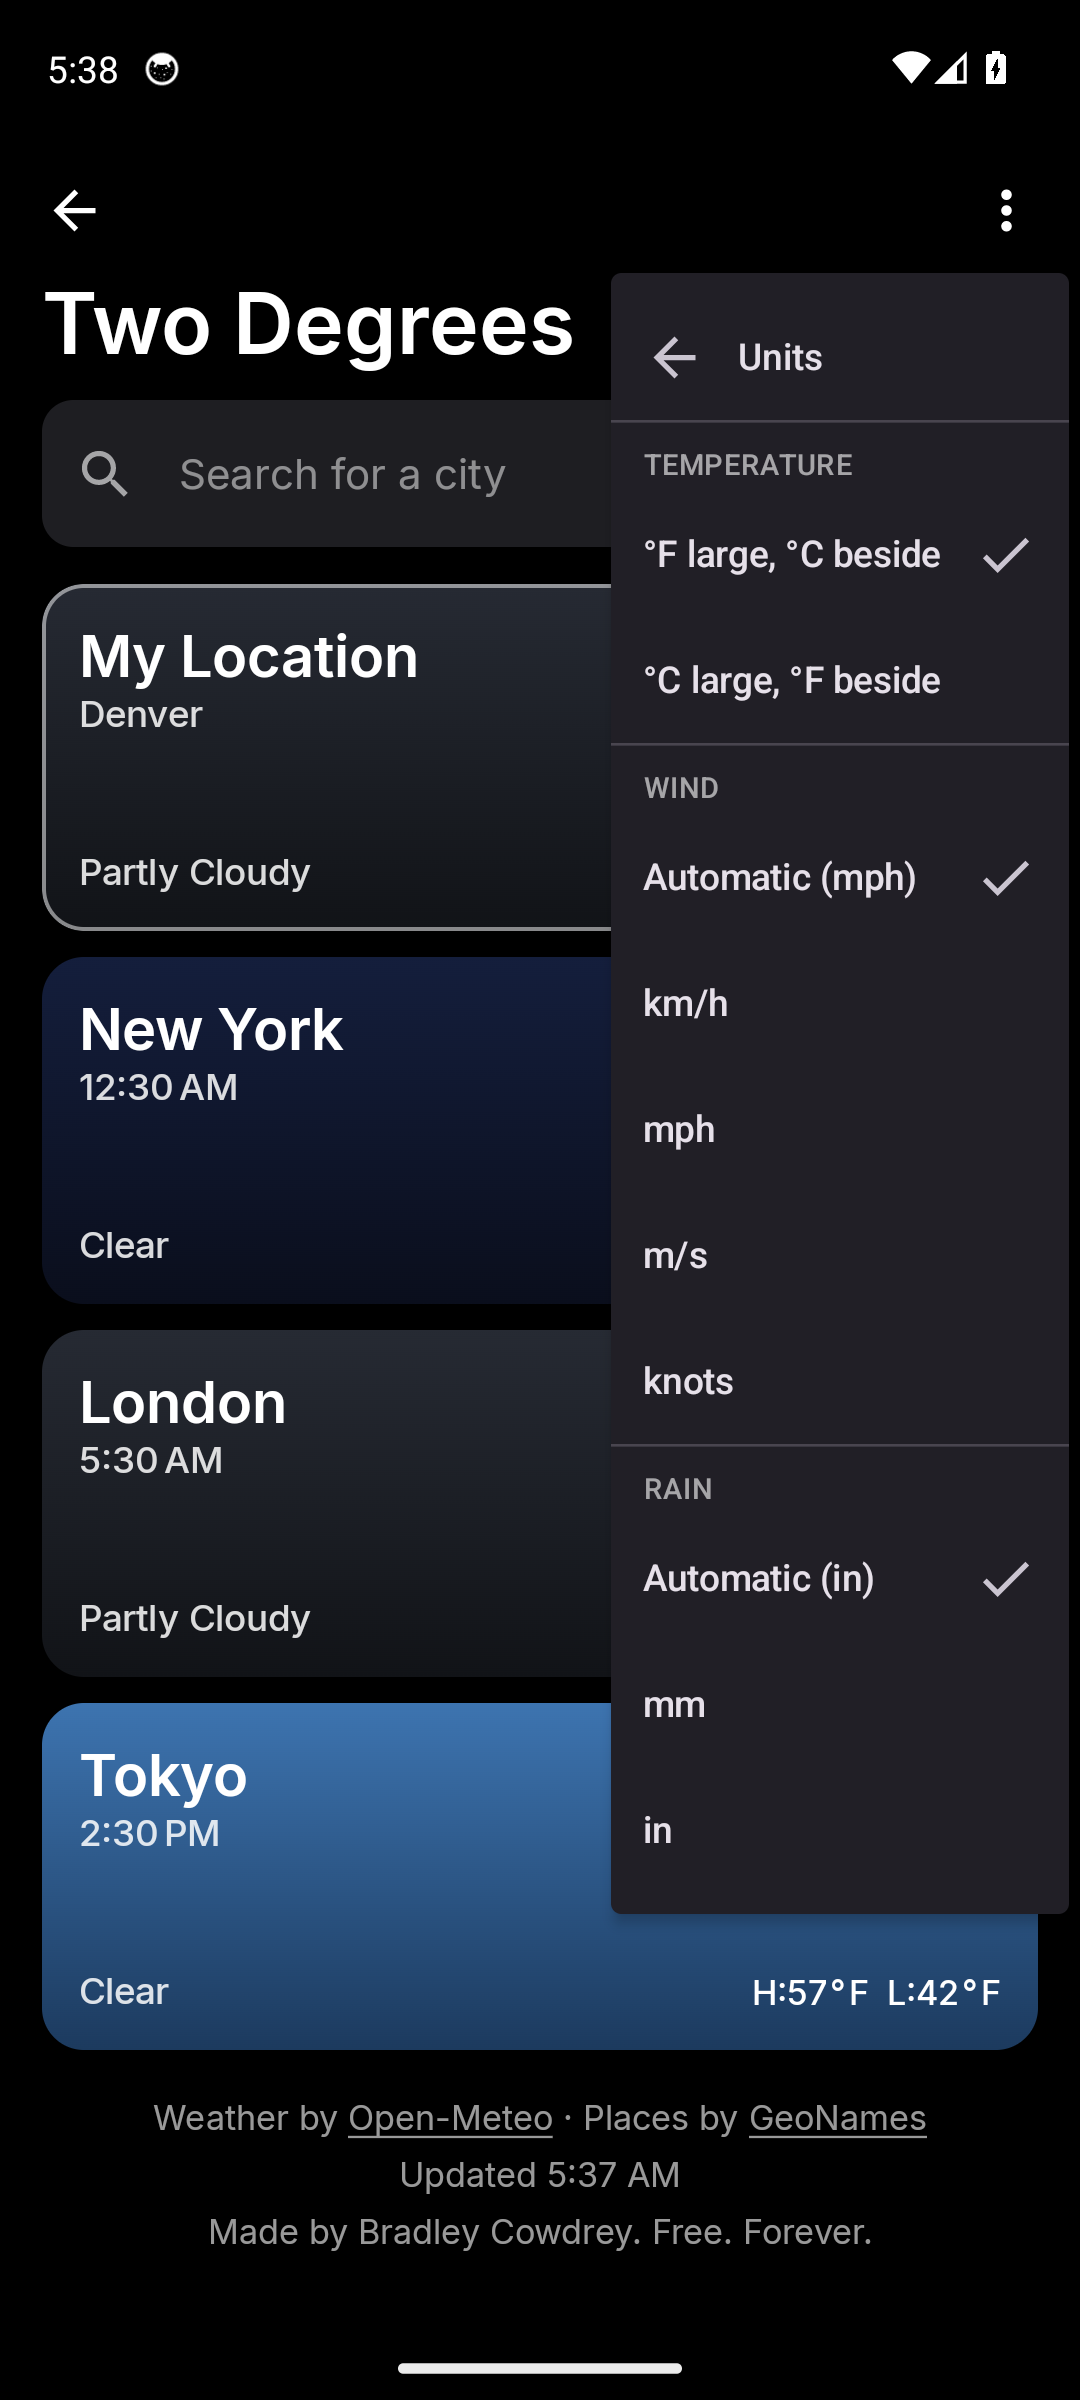 5:38
Two Degrees
Search for a city
My Location
Denver
Partly Cloudy
New York
12:30 AM
Clear
London
5:30 AM
Partly Cloudy
Tokyo
2:30 PM
Clear
H:57°F L:42°F
Units
TEMPERATURE
°F large, °C beside
°C large, °F beside
WIND
Automatic (mph)
km/h
mph
m/s
knots
RAIN
Automatic (in)
mm
in
Weather by Open-Meteo · Places by GeoNames
Updated 5:37 AM
Made by Bradley Cowdrey. Free. Forever.